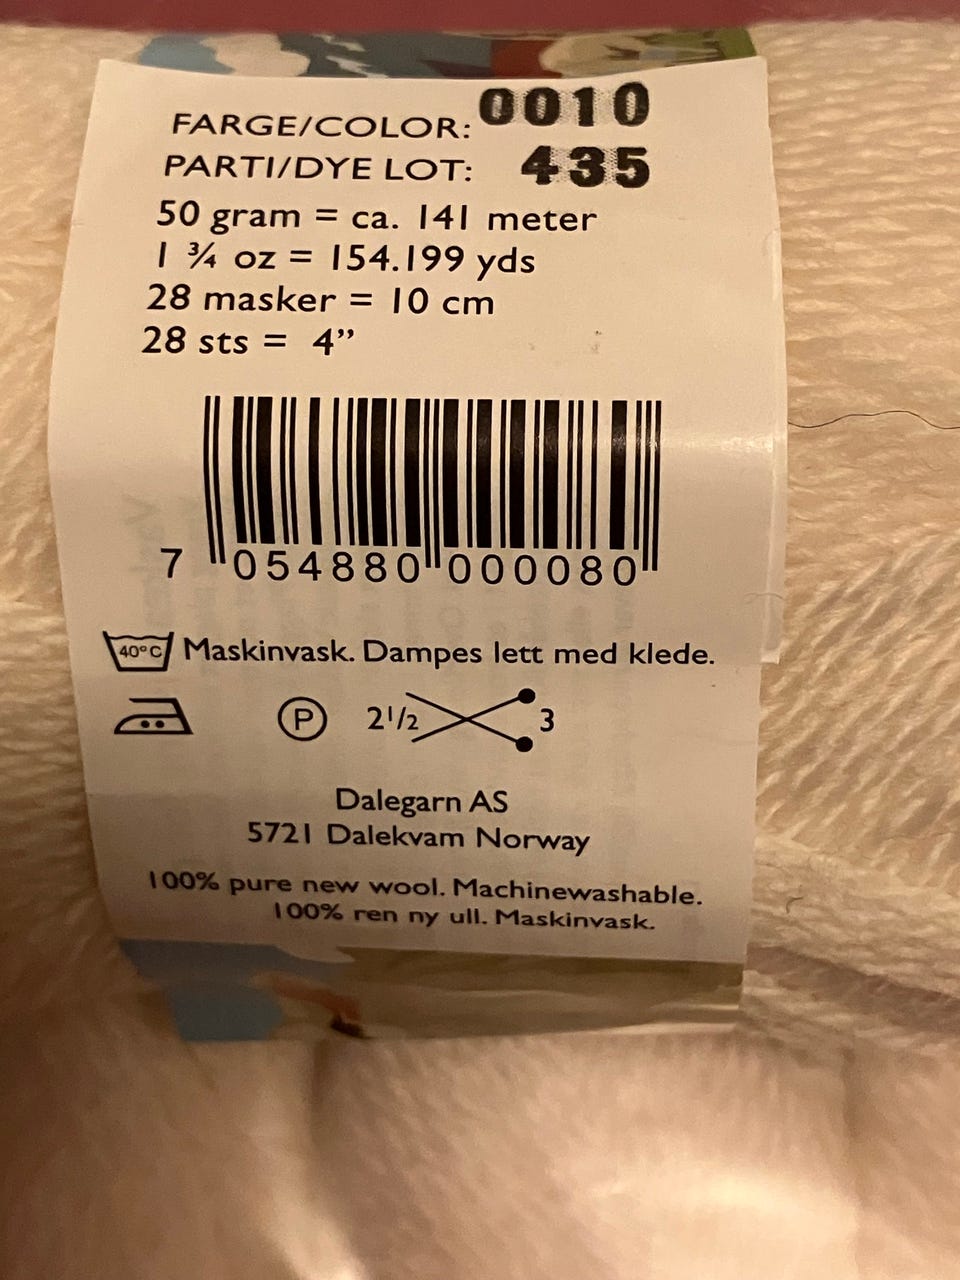 FARGE/COLOR: 0010
PARTI/DYE LOT: 435
50 gram = ca. 141 meter
1 ¾ oz = 154.199 yds
28 masker = 10 cm
28 sts = 4”
7 054880 000080
40°C Maskinvask. Dampes lett med klede.
P 2 1/2 3
Dalegarn AS
5721 Dalekvam Norway
100% pure new wool. Machinewashable.
100% ren ny ull. Maskinvask.